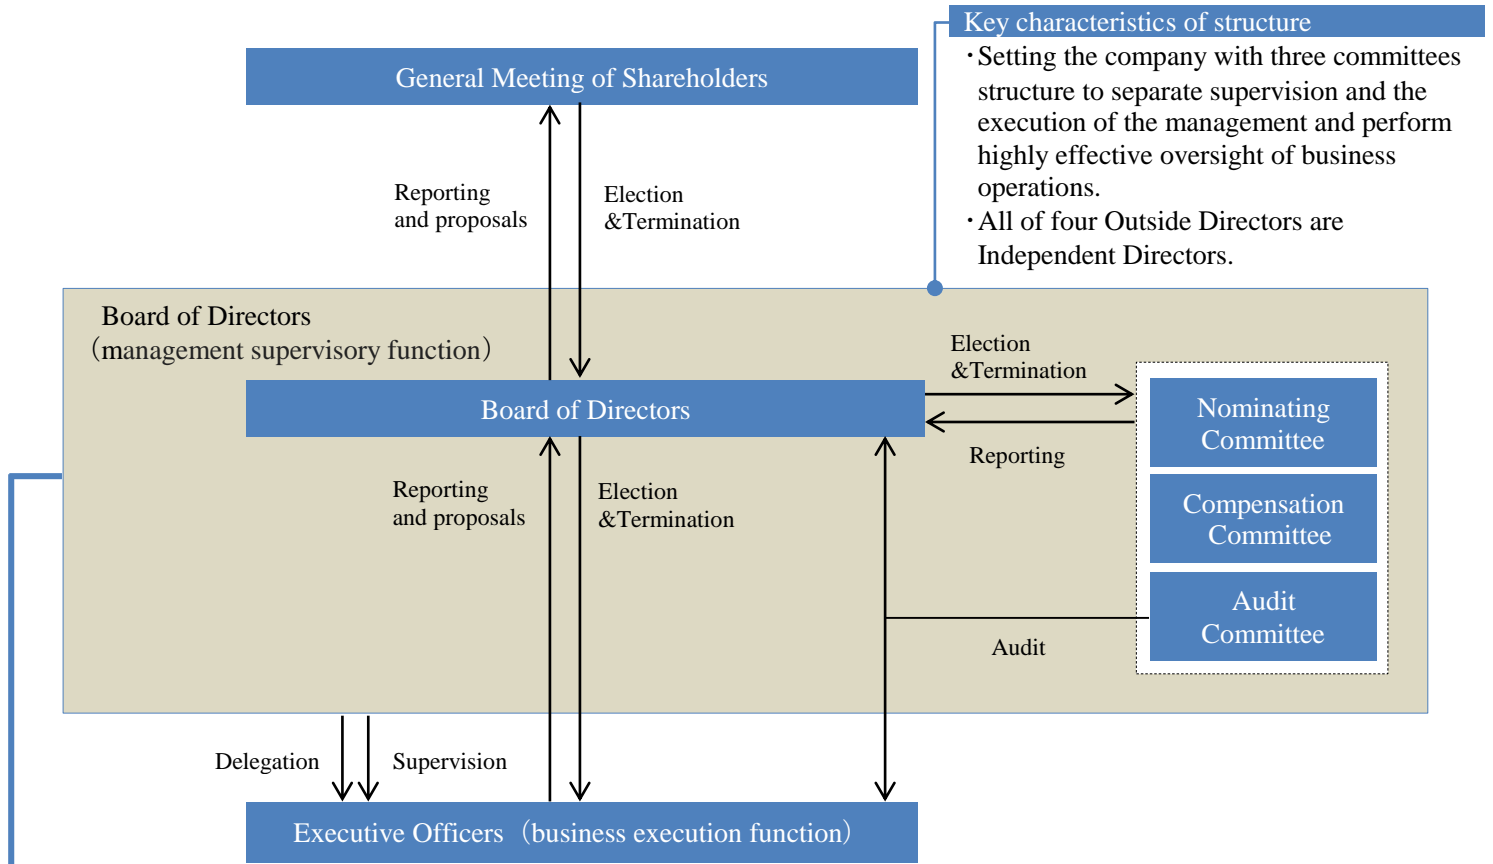 Key characteristics of structure
・Setting the company with three committees
structure to separate supervision and the
execution of the management and perform
highly effective oversight of business
operations.
・All of four Outside Directors are
Independent Directors.
General Meeting of Shareholders
Reporting
and proposals
Election
&Termination
Board of Directors
（management supervisory function）
Board of Directors
Election
&Termination
Reporting
Nominating
Committee
Compensation
Committee
Audit
Committee
Reporting
and proposals
Election
&Termination
Audit
Delegation
Supervision
Executive Officers（business execution function）